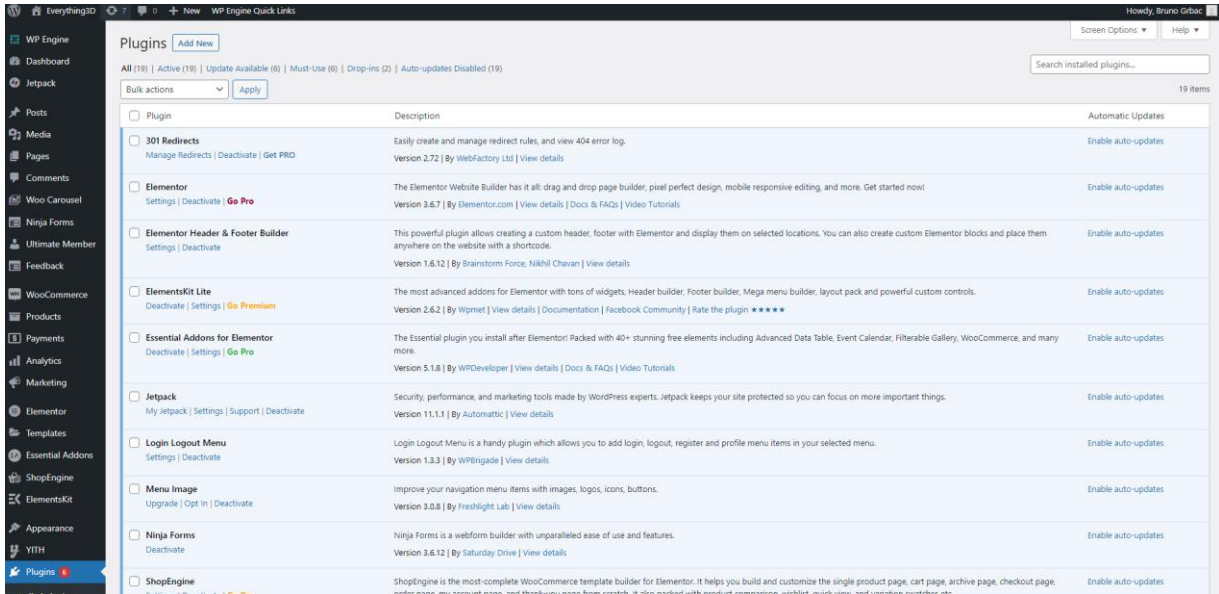 Everything3D 7 0 + New WP Engine Quick Links Howdy, Bruno Grbac
Screen Options ▼ Help ▼
WP Engine
Dashboard
Jetpack
Posts
Media
Pages
Comments
Woo Carousel
Ninja Forms
Ultimate Member
Feedback
WooCommerce
Products
Payments
Analytics
Marketing
Elementor
Templates
Essential Addons
ShopEngine
ElementsKit
Appearance
YITH
Plugins 6
Plugins Add New
All (19) | Active (19) | Update Available (6) | Must-Use (6) | Drop-ins (2) | Auto-updates Disabled (19)
Search installed plugins...
Bulk actions Apply
19 items
Plugin Description Automatic Updates
301 Redirects Easily create and manage redirect rules, and view 404 error log. Enable auto-updates
Manage Redirects | Deactivate | Get PRO Version 2.72 | By WebFactory Ltd | View details
Elementor The Elementor Website Builder has it all: drag and drop page builder, pixel perfect design, mobile responsive editing, and more. Get started now! Enable auto-updates
Settings | Deactivate | Go Pro Version 3.6.7 | By Elementor.com | View details | Docs & FAQs | Video Tutorials
Elementor Header & Footer Builder This powerful plugin allows creating a custom header, footer with Elementor and display them on selected locations. You can also create custom Elementor blocks and place them Enable auto-updates
Settings | Deactivate anywhere on the website with a shortcode.
Version 1.6.12 | By Brainstorm Force, Nikhil Chavan | View details
ElementsKit Lite The most advanced addons for Elementor with tons of widgets, Header builder, Footer builder, Mega menu builder, layout pack and powerful custom controls. Enable auto-updates
Deactivate | Settings | Go Premium Version 2.6.2 | By Wpmet | View details | Documentation | Facebook Community | Rate the plugin ★★★★★
Essential Addons for Elementor The Essential plugin you install after Elementor! Packed with 40+ stunning free elements including Advanced Data Table, Event Calendar, Filterable Gallery, WooCommerce, and many Enable auto-updates
Deactivate | Settings | Go Pro more.
Version 5.1.8 | By WPDeveloper | View details | Docs & FAQs | Video Tutorials
Jetpack Security, performance, and marketing tools made by WordPress experts. Jetpack keeps your site protected so you can focus on more important things. Enable auto-updates
My Jetpack | Settings | Support | Deactivate Version 11.1.1 | By Automattic | View details
Login Logout Menu Login Logout Menu is a handy plugin which allows you to add login, logout, register and profile menu items in your selected menu. Enable auto-updates
Settings | Deactivate Version 1.3.3 | By WPBrigade | View details
Menu Image Improve your navigation menu items with images, logos, icons, buttons. Enable auto-updates
Upgrade | Opt In | Deactivate Version 3.0.8 | By Freshlight Lab | View details
Ninja Forms Ninja Forms is a webform builder with unparalleled ease of use and features. Enable auto-updates
Deactivate Version 3.6.12 | By Saturday Drive | View details
ShopEngine ShopEngine is the most-complete WooCommerce template builder for Elementor. It helps you build and customize the single product page, cart page, archive page, checkout page, Enable auto-updates
order page, my account page, and thankyou page from scratch. It also packed with product comparison, wishlist, quick view, and variation swatches etc.